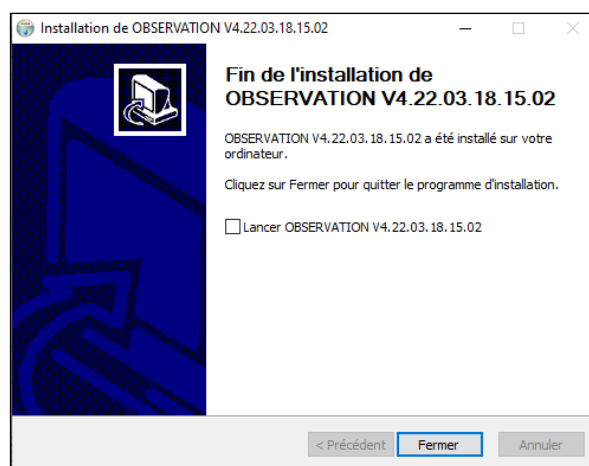 Installation de OBSERVATION V4.22.03.18.15.02
Fin de l'installation de
OBSERVATION V4.22.03.18.15.02
OBSERVATION V4.22.03.18.15.02 a été installé sur votre
ordinateur.
Cliquez sur Fermer pour quitter le programme d'installation.
Lancer OBSERVATION V4.22.03.18.15.02
< Précédent Fermer Annuler